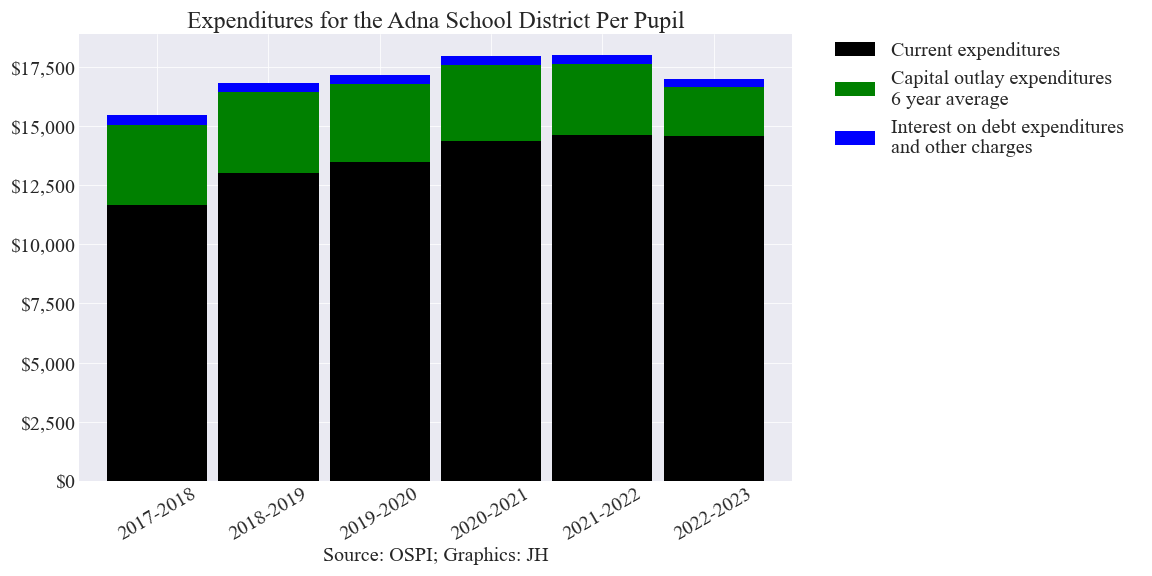 Expenditures for the Adna School District Per Pupil
$17,500
$15,000
$12,500
$10,000
$7,500
$5,000
$2,500
$0
2017-2018
2018-2019
2019-2020
2020-2021
2021-2022
2022-2023
Source: OSPI; Graphics: JH
Current expenditures
Capital outlay expenditures
6 year average
Interest on debt expenditures
and other charges